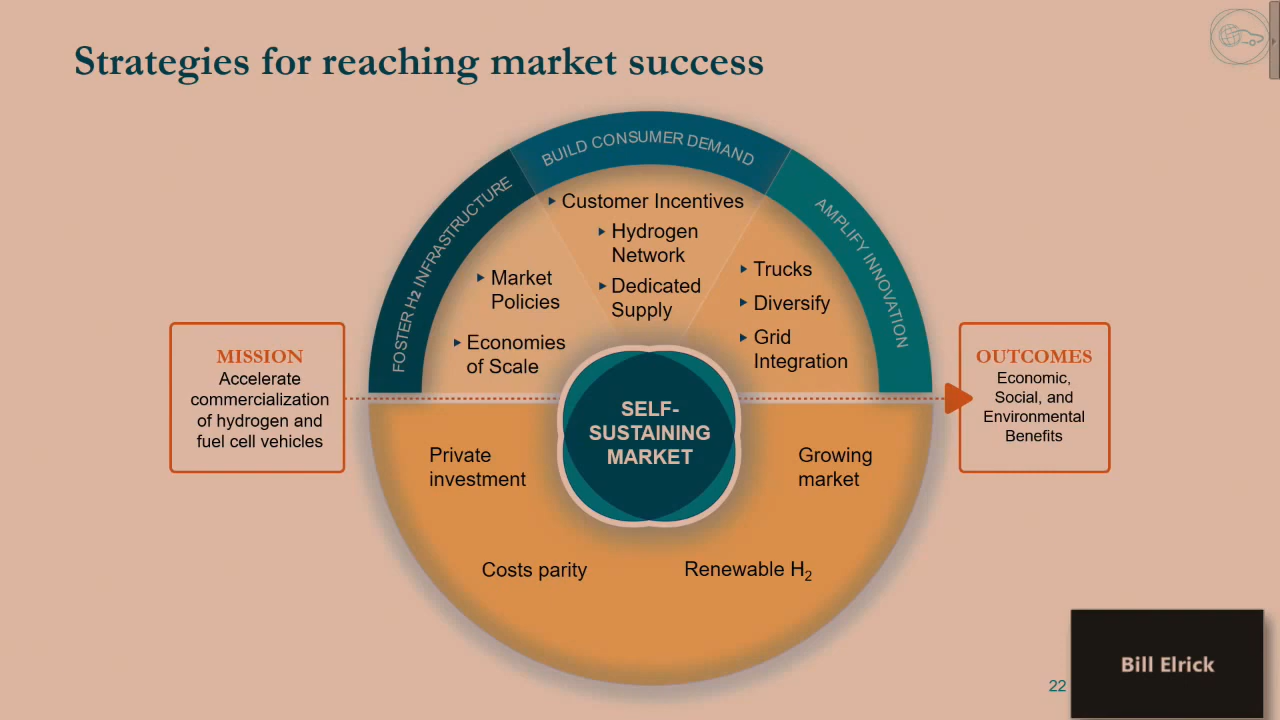 Strategies for reaching market success
BUILD CONSUMER DEMAND
FOSTER H2 INFRASTRUCTURE
AMPLIFY INNOVATION
Customer Incentives
Hydrogen
Network
Dedicated
Supply
Market
Policies
Economies
of Scale
Trucks
Diversify
Grid
Integration
MISSION
Accelerate
commercialization
of hydrogen and
fuel cell vehicles
SELF-
SUSTAINING
MARKET
OUTCOMES
Economic,
Social, and
Environmental
Benefits
Private
investment
Growing
market
Costs parity
Renewable H₂
Bill Elrick
22